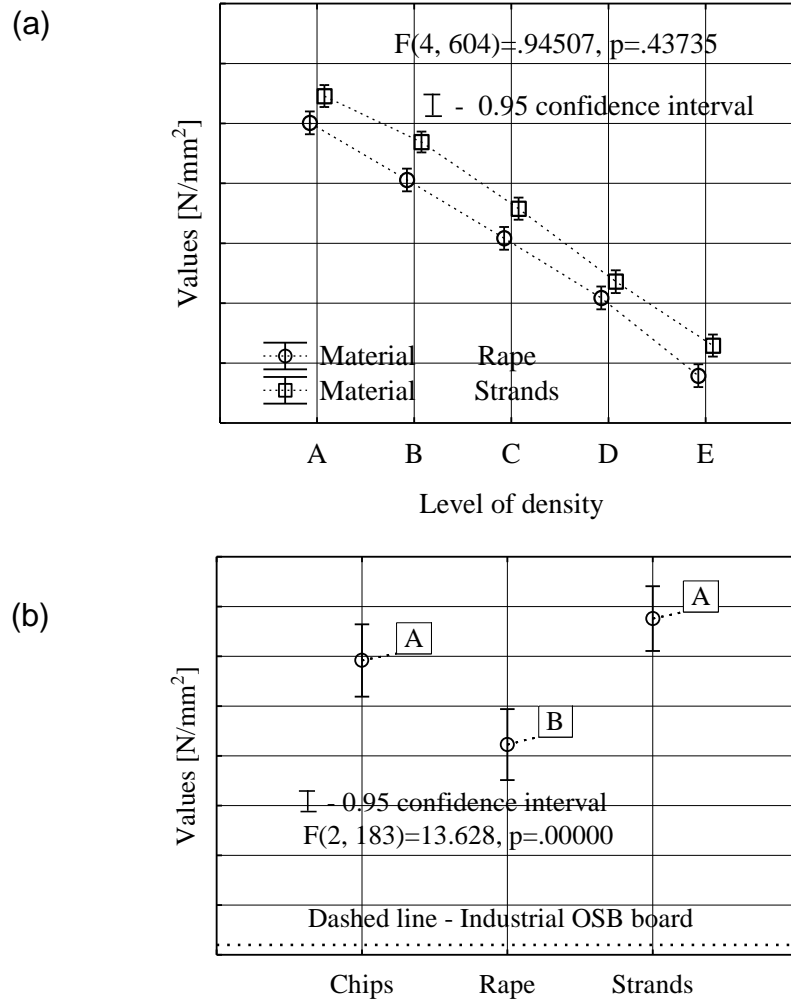 (a)
F(4, 604)=.94507, p=.43735
- 0.95 confidence interval
Values [N/mm²]
Material Rape
Material Strands
A B C D E
Level of density
(b)
A
A
B
Values [N/mm²]
- 0.95 confidence interval
F(2, 183)=13.628, p=.00000
Dashed line - Industrial OSB board
Chips Rape Strands